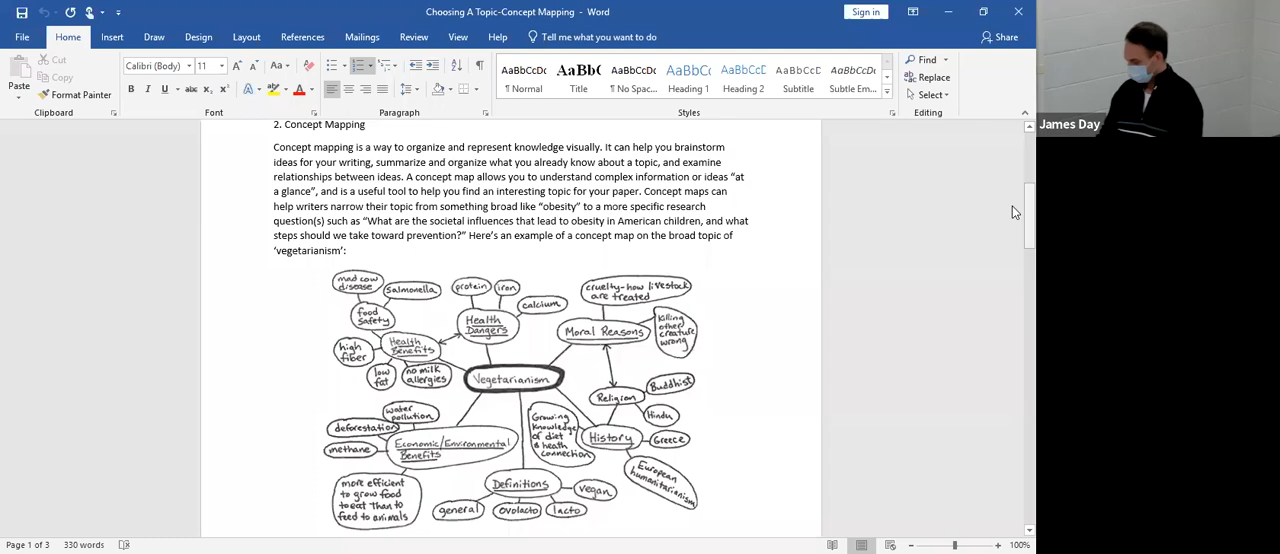 Choosing A Topic-Concept Mapping - Word
Sign in
File Home Insert Draw Design Layout References Mailings Review View Help Tell me what you want to do Share
Cut
Copy
Paste
Format Painter
Calibri (Body) 11
Clipboard Font Paragraph Styles Editing
AaBbCcDc AaBb( AaBbCcDc AaBbC( AaBbCcC AaBbCcD AaBbCcDc
¶ Normal Title ¶ No Spac... Heading 1 Heading 2 Subtitle Subtle Em...
Find
Replace
Select
James Day
2. Concept Mapping
Concept mapping is a way to organize and represent knowledge visually. It can help you brainstorm
ideas for your writing, summarize and organize what you already know about a topic, and examine
relationships between ideas. A concept map allows you to understand complex information or ideas “at
a glance”, and is a useful tool to help you find an interesting topic for your paper. Concept maps can
help writers narrow their topic from something broad like “obesity” to a more specific research
question(s) such as “What are the societal influences that lead to obesity in American children, and what
steps should we take toward prevention?” Here’s an example of a concept map on the broad topic of
‘vegetarianism’:
mad cow
disease
Salmonella
food
safety
high
fiber
low
fat
no milk
allergies
Health
Benefits
protein
iron
calcium
Health
Dangers
cruelty-how livestock
are treated
Moral Reasons
killing
other
creature
wrong
Vegetarianism
Religion
Buddhist
Hindu
Greece
History
Growing
knowledge
of diet
& heath
connection
European
humanitarianism
water
pollution
deforestation
methane
Economic/Environmental
Benefits
more efficient
to grow food
to eat than to
feed to animals
Definitions
general
ovolacto
lacto
vegan
Page 1 of 3 330 words 100%